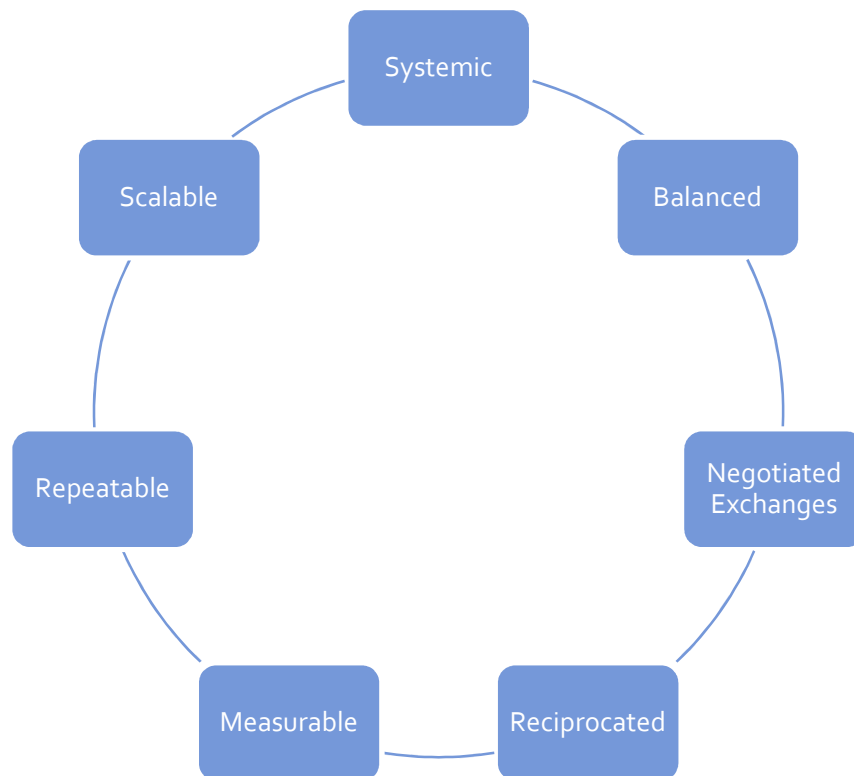 Systemic
Balanced
Negotiated
Exchanges
Reciprocated
Measurable
Repeatable
Scalable